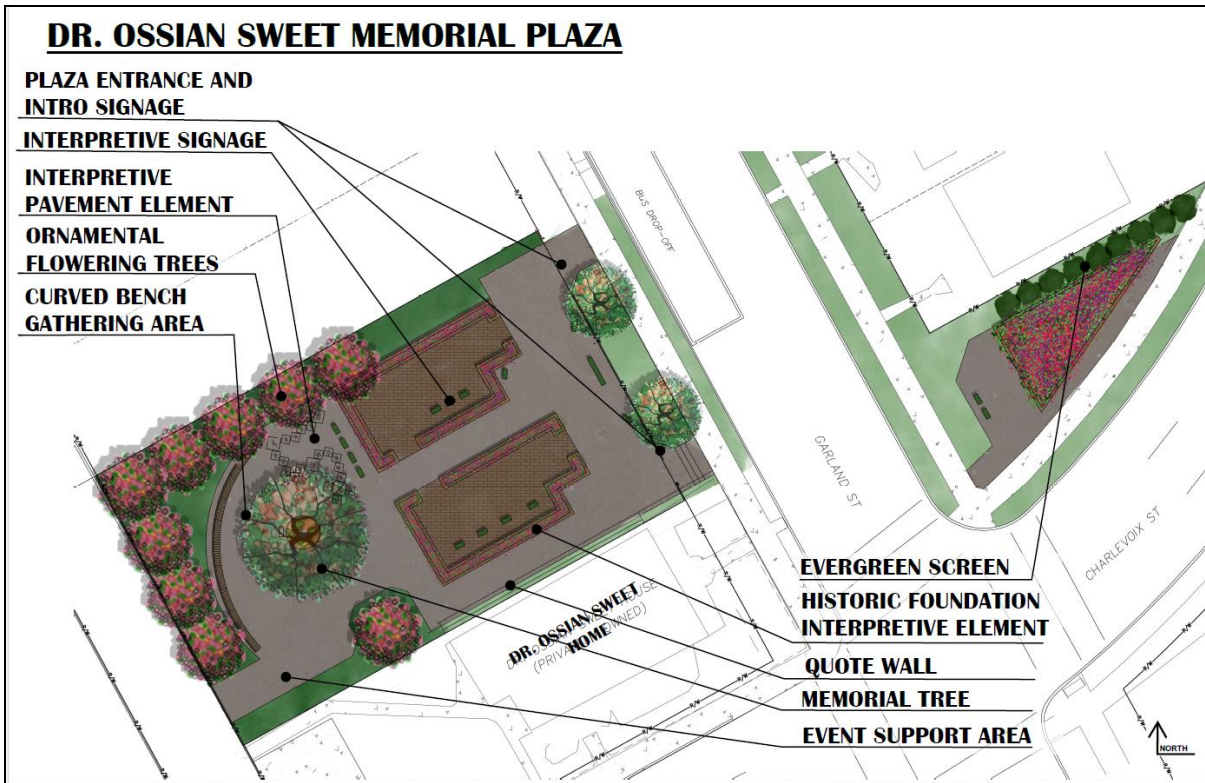 DR. OSSIAN SWEET MEMORIAL PLAZA
PLAZA ENTRANCE AND
INTRO SIGNAGE
INTERPRETIVE SIGNAGE
INTERPRETIVE
PAVEMENT ELEMENT
ORNAMENTAL
FLOWERING TREES
CURVED BENCH
GATHERING AREA
BUS DROP-OFF
GARLAND ST
CHARLEVOIX ST
DR. OSSIAN SWEET
HOME
EVERGREEN SCREEN
HISTORIC FOUNDATION
INTERPRETIVE ELEMENT
QUOTE WALL
MEMORIAL TREE
EVENT SUPPORT AREA
NORTH